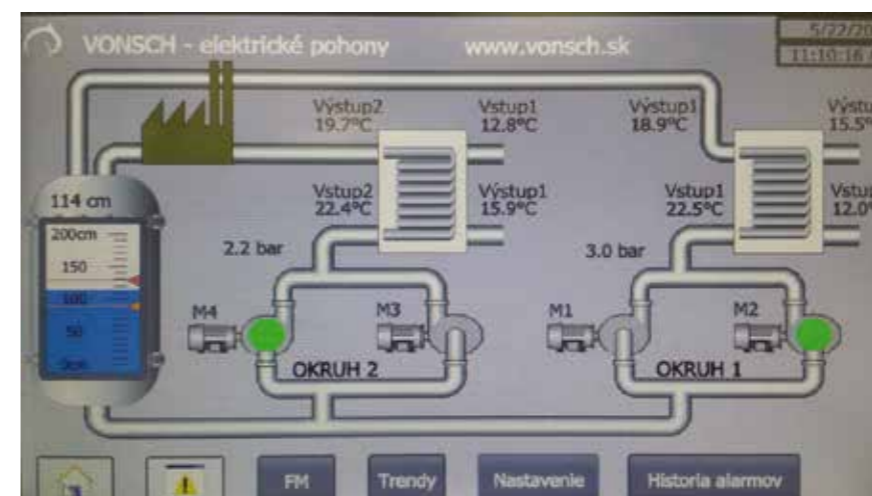 VONSCH - elektrické pohony
www.vonsch.sk
5/22/20
11:10:16
Výstup2
19.7°C
Vstup1
12.8°C
Výstup1
18.9°C
Výstu
15.5°
114 cm
Vstup2
22.4°C
Výstup1
15.9°C
Vstup1
22.5°C
Vstu
12.0°
200cm
150
100
50
0cm
2.2 bar
3.0 bar
M4
M3
M1
M2
OKRUH 2
OKRUH 1
FM
Trendy
Nastavenie
Historia alarmov